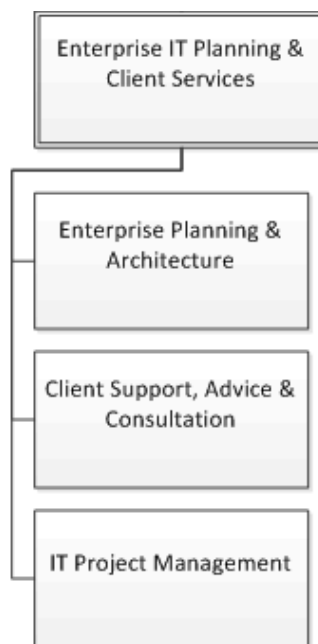 Enterprise IT Planning &
Client Services
Enterprise Planning &
Architecture
Client Support, Advice &
Consultation
IT Project Management